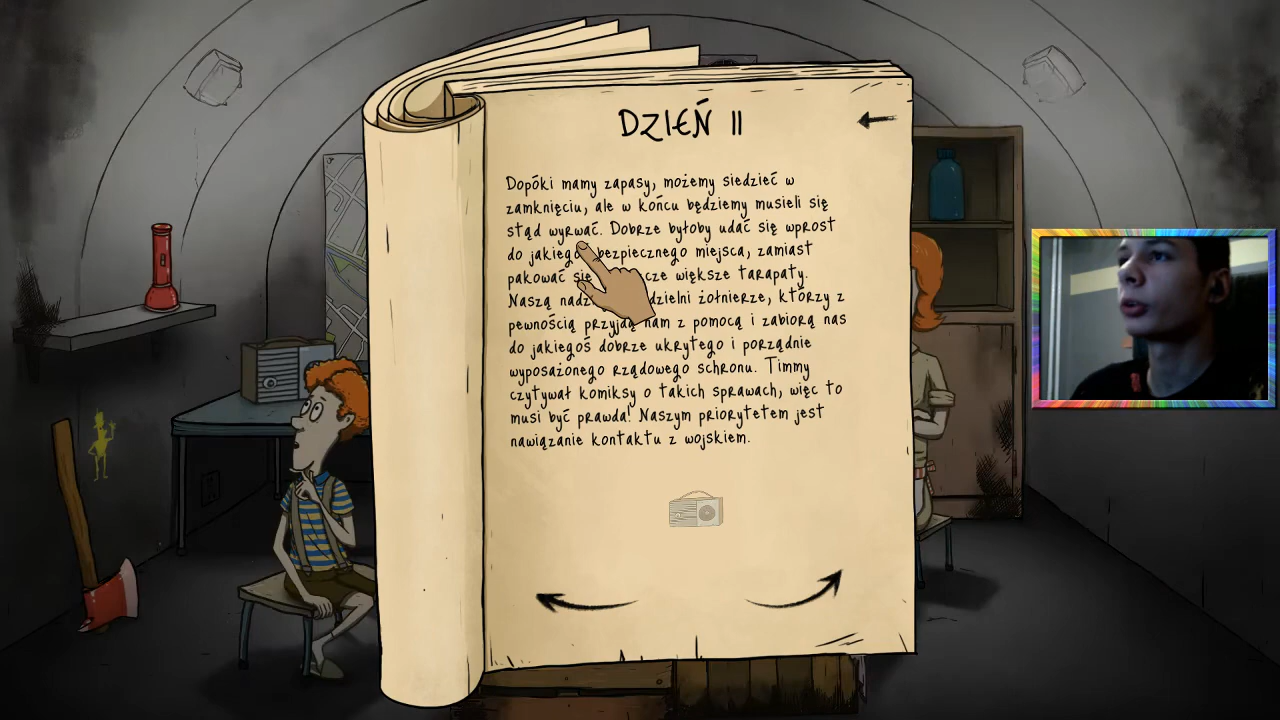 DZIEŃ 11
Dopóki mamy zapasy, możemy siedzieć w
zamknięciu, ale w końcu będziemy musieli się
stąd wyrwać. Dobrze byłoby udać się wprost
do jakiegoś bezpiecznego miejsca, zamiast
pakować się większe tarapaty.
Naszą dzielni żołnierze, którzy z
pewnością przyjdą nam z pomocą i zabiorą nas
do jakiegoś dobrze ukrytego i porządnie
wyposażonego rządowego schronu. Timmy
czytywał komiksy o takich sprawach, więc to
musi być prawda! Naszym priorytetem jest
nawiązanie kontaktu z wojskiem.